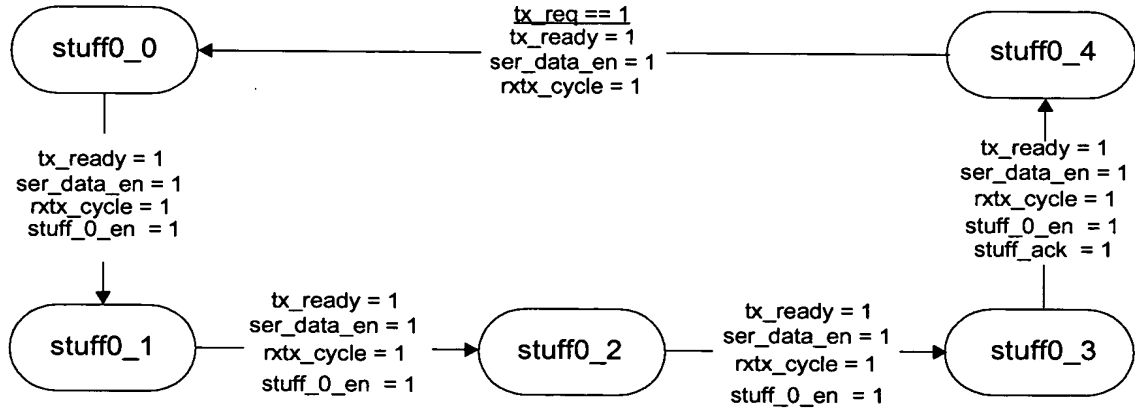 stuff0_0
tx_req == 1
tx_ready = 1
ser_data_en = 1
rxtx_cycle = 1
stuff0_4
tx_ready = 1
ser_data_en = 1
rxtx_cycle = 1
stuff_0_en = 1
tx_ready = 1
ser_data_en = 1
rxtx_cycle = 1
stuff_0_en = 1
stuff_ack = 1
stuff0_1
tx_ready = 1
ser_data_en = 1
rxtx_cycle = 1
stuff_0_en = 1
stuff0_2
tx_ready = 1
ser_data_en = 1
rxtx_cycle = 1
stuff_0_en = 1
stuff0_3